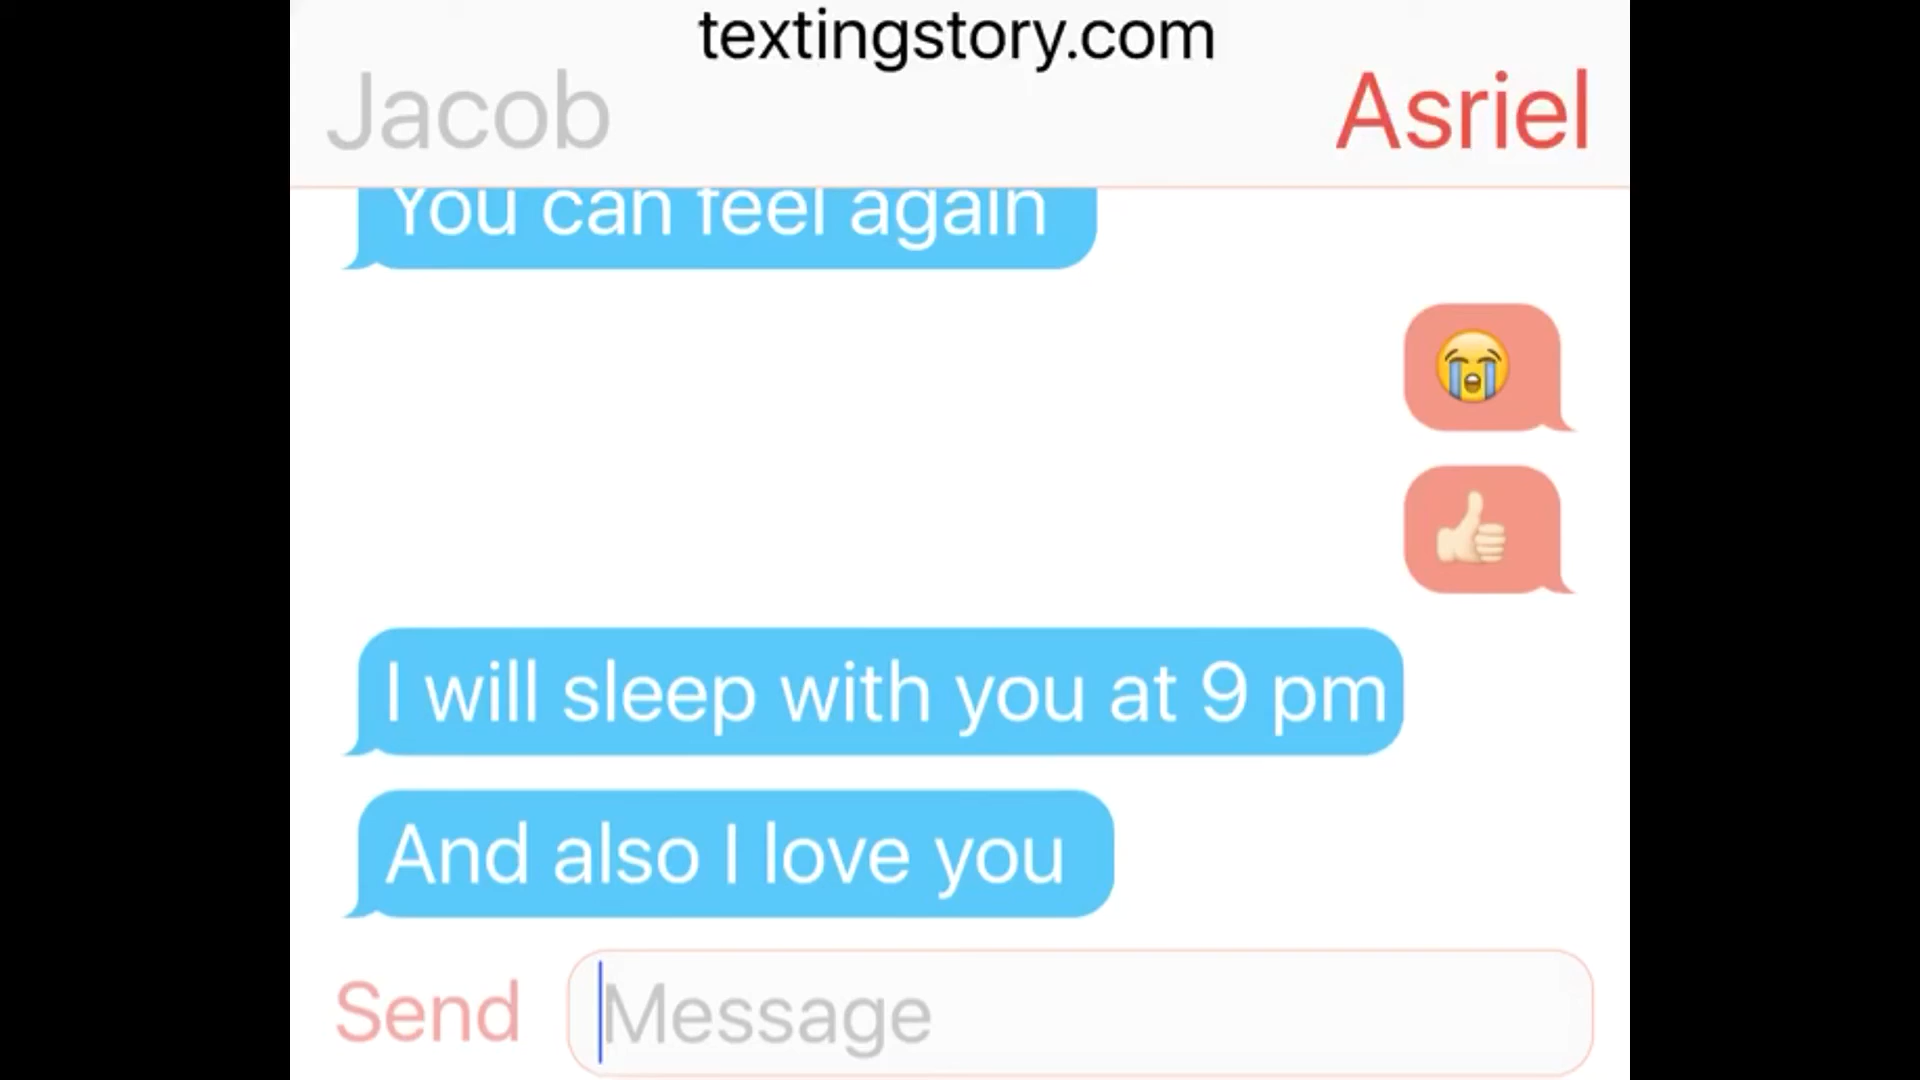 textingstory.com
Jacob
Asriel
You can feel again
😭
👍🏻
I will sleep with you at 9 pm
And also I love you
Send
Message